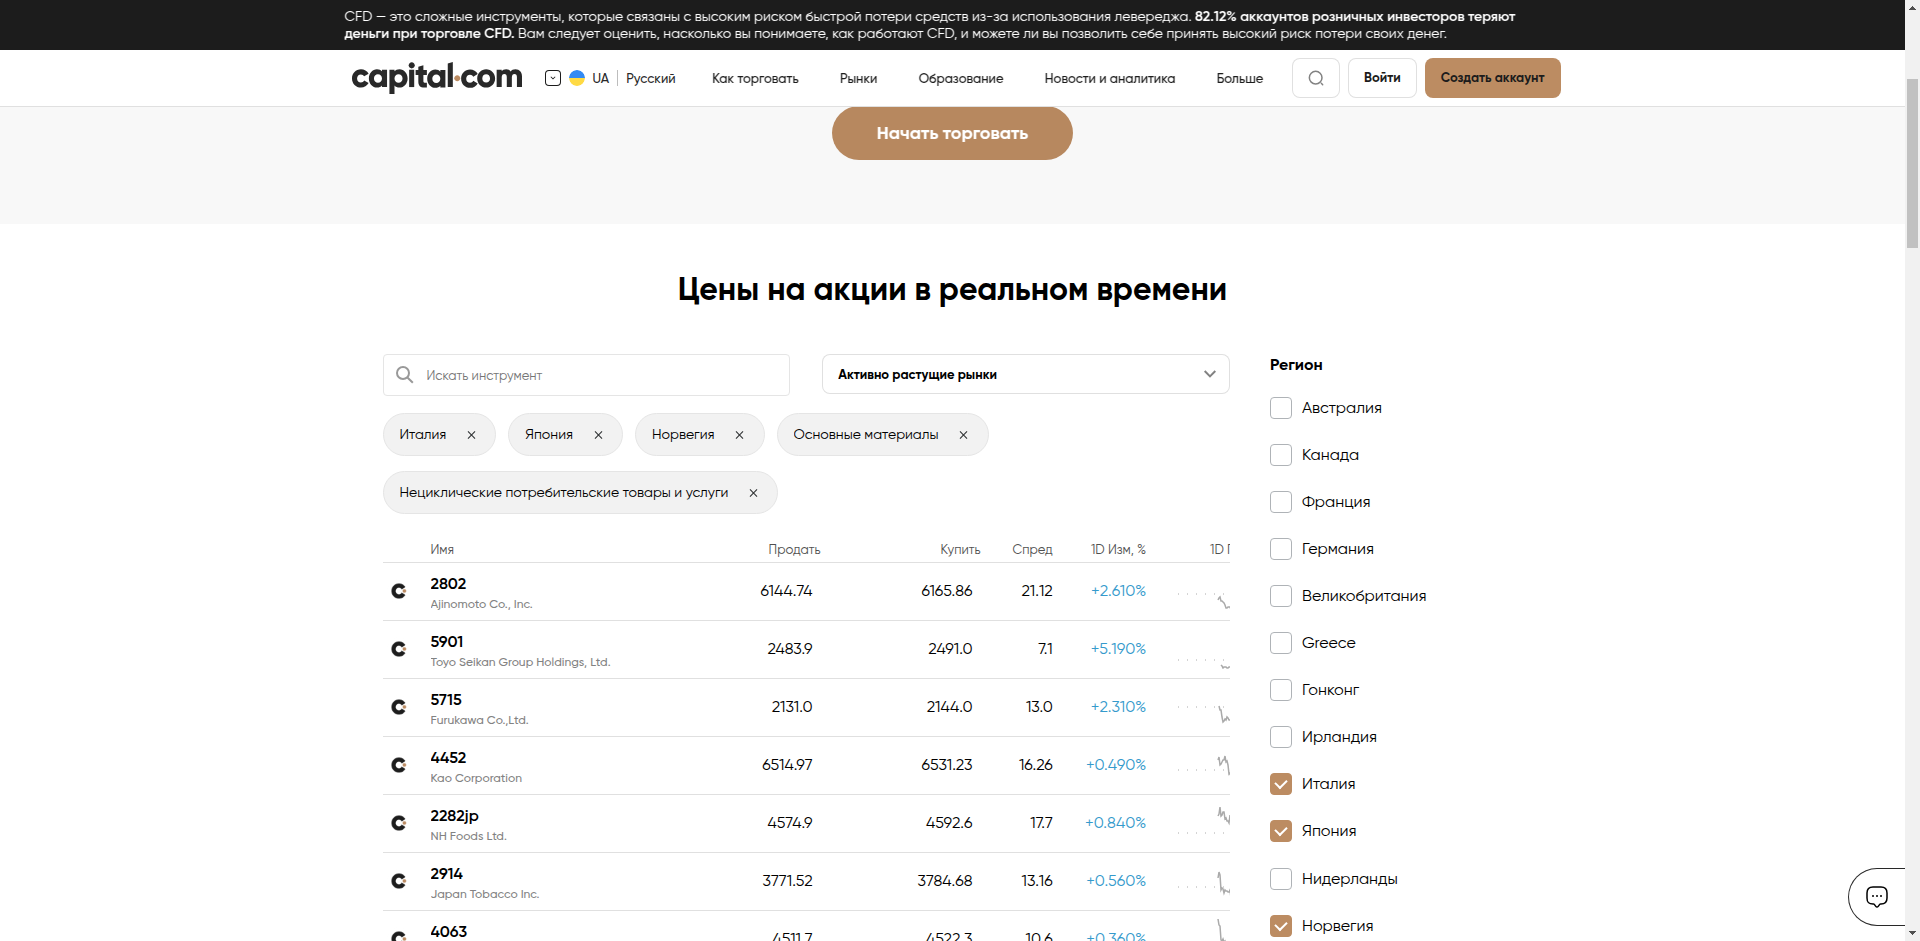 CFD — это сложные инструменты, которые связаны с высоким риском быстрой потери средств из-за использования левереджа. 82.12% аккаунтов розничных инвесторов теряют
деньги при торговле CFD. Вам следует оценить, насколько вы понимаете, как работают CFD, и можете ли вы позволить себе принять высокий риск потери своих денег.
capital.com UA Русский Как торговать Рынки Образование Новости и аналитика Больше Войти Создать аккаунт
Начать торговать
Цены на акции в реальном времени
Искать инструмент
Активно растущие рынки
Италия Япония Норвегия Основные материалы
Нециклические потребительские товары и услуги
Имя Продать Купить Спред 1D Изм, % 1D
2802 6144.74 6165.86 21.12 +2.610%
Ajinomoto Co., Inc.
5901 2483.9 2491.0 7.1 +5.190%
Toyo Seikan Group Holdings, Ltd.
5715 2131.0 2144.0 13.0 +2.310%
Furukawa Co.,Ltd.
4452 6514.97 6531.23 16.26 +0.490%
Kao Corporation
2282jp 4574.9 4592.6 17.7 +0.840%
NH Foods Ltd.
2914 3771.52 3784.68 13.16 +0.560%
Japan Tobacco Inc.
4063 4511.7 4522.3 10.6 +0.360%
Регион
Австралия
Канада
Франция
Германия
Великобритания
Greece
Гонконг
Ирландия
Италия
Япония
Нидерланды
Норвегия